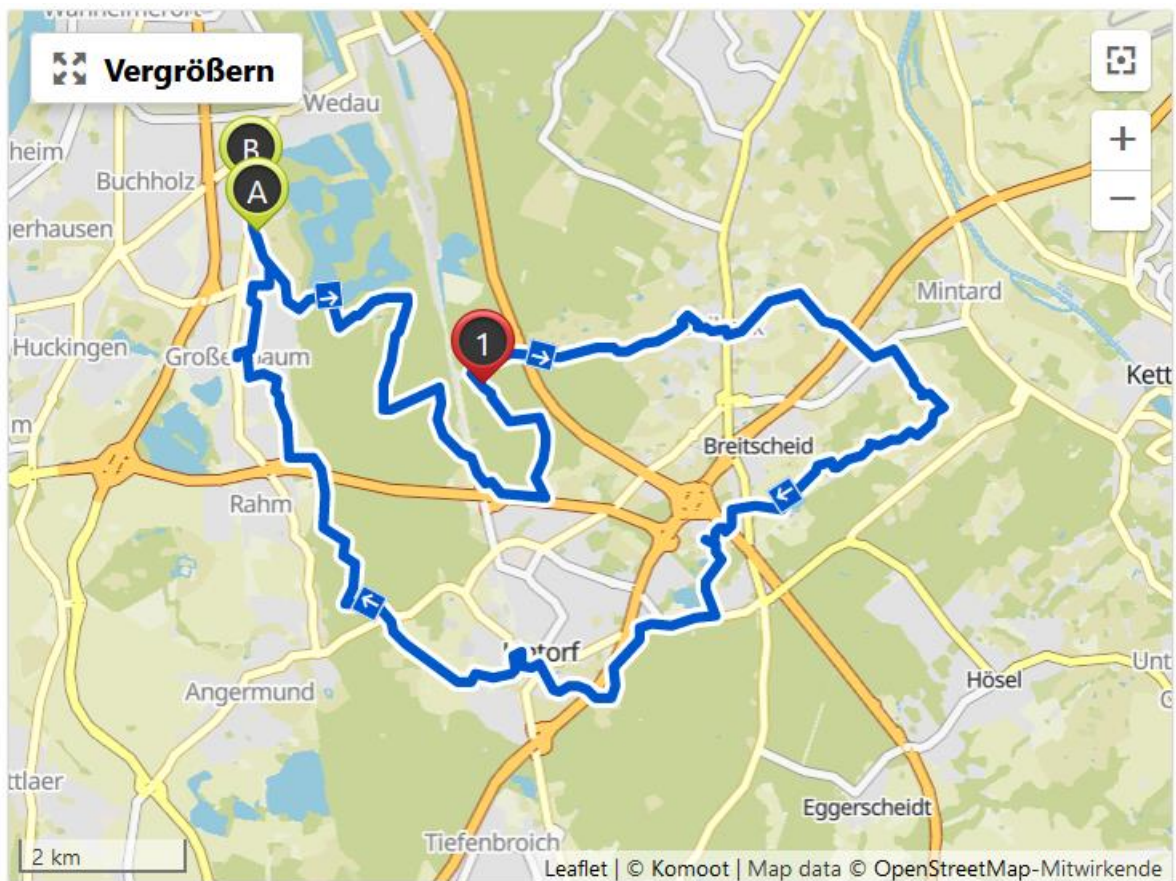 Vergrößern
Wedau
B
A
heim
Buchholz
gerhausen
Mintard
Huckingen
1
Kett
m
Breitscheid
Rahm
Angermund
Hösel
Unt
ttlaer
Eggerscheidt
Tiefenbroich
2 km
Leaflet | © Komoot | Map data © OpenStreetMap-Mitwirkende